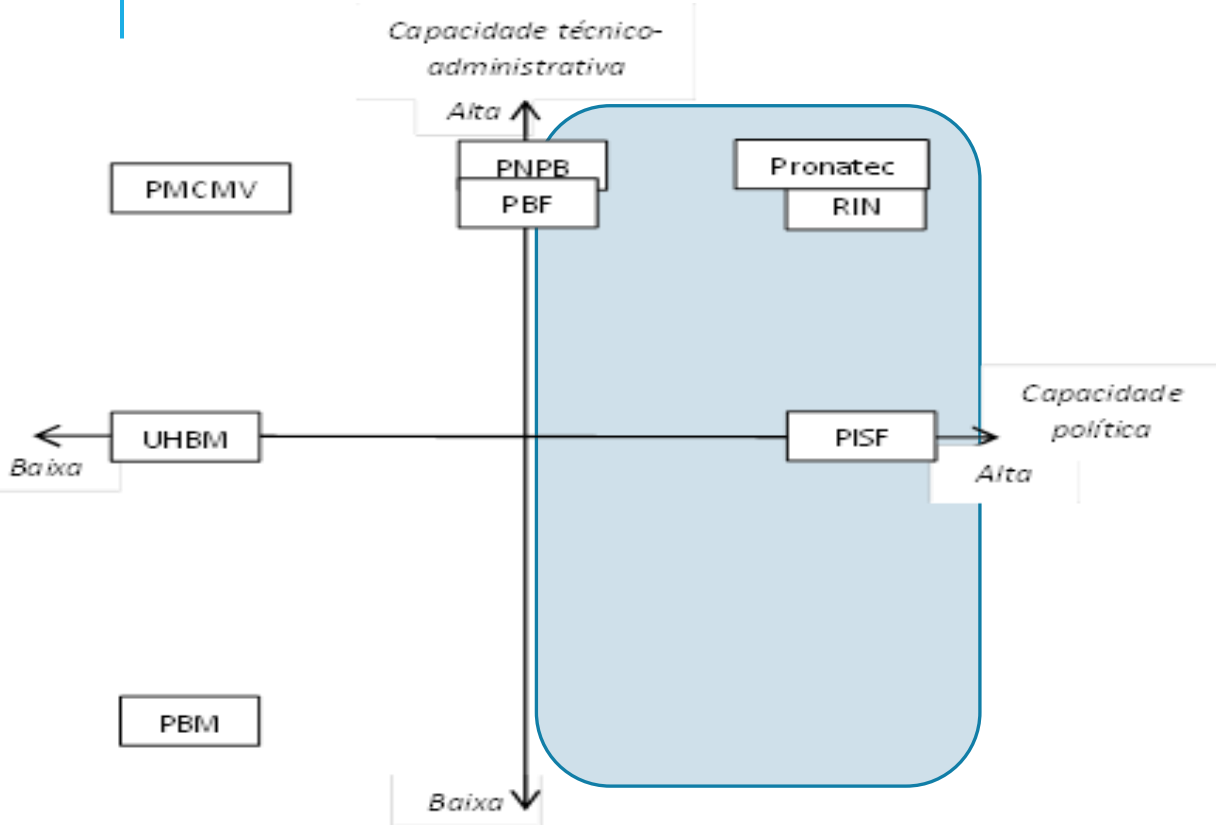 Capacidade técnico-
administrativa
Alta
PNPB
Pronatec
PMCMV
PBF
RIN
Capacidade
política
UHBM
PISF
Baixa
Alta
PBM
Baixa